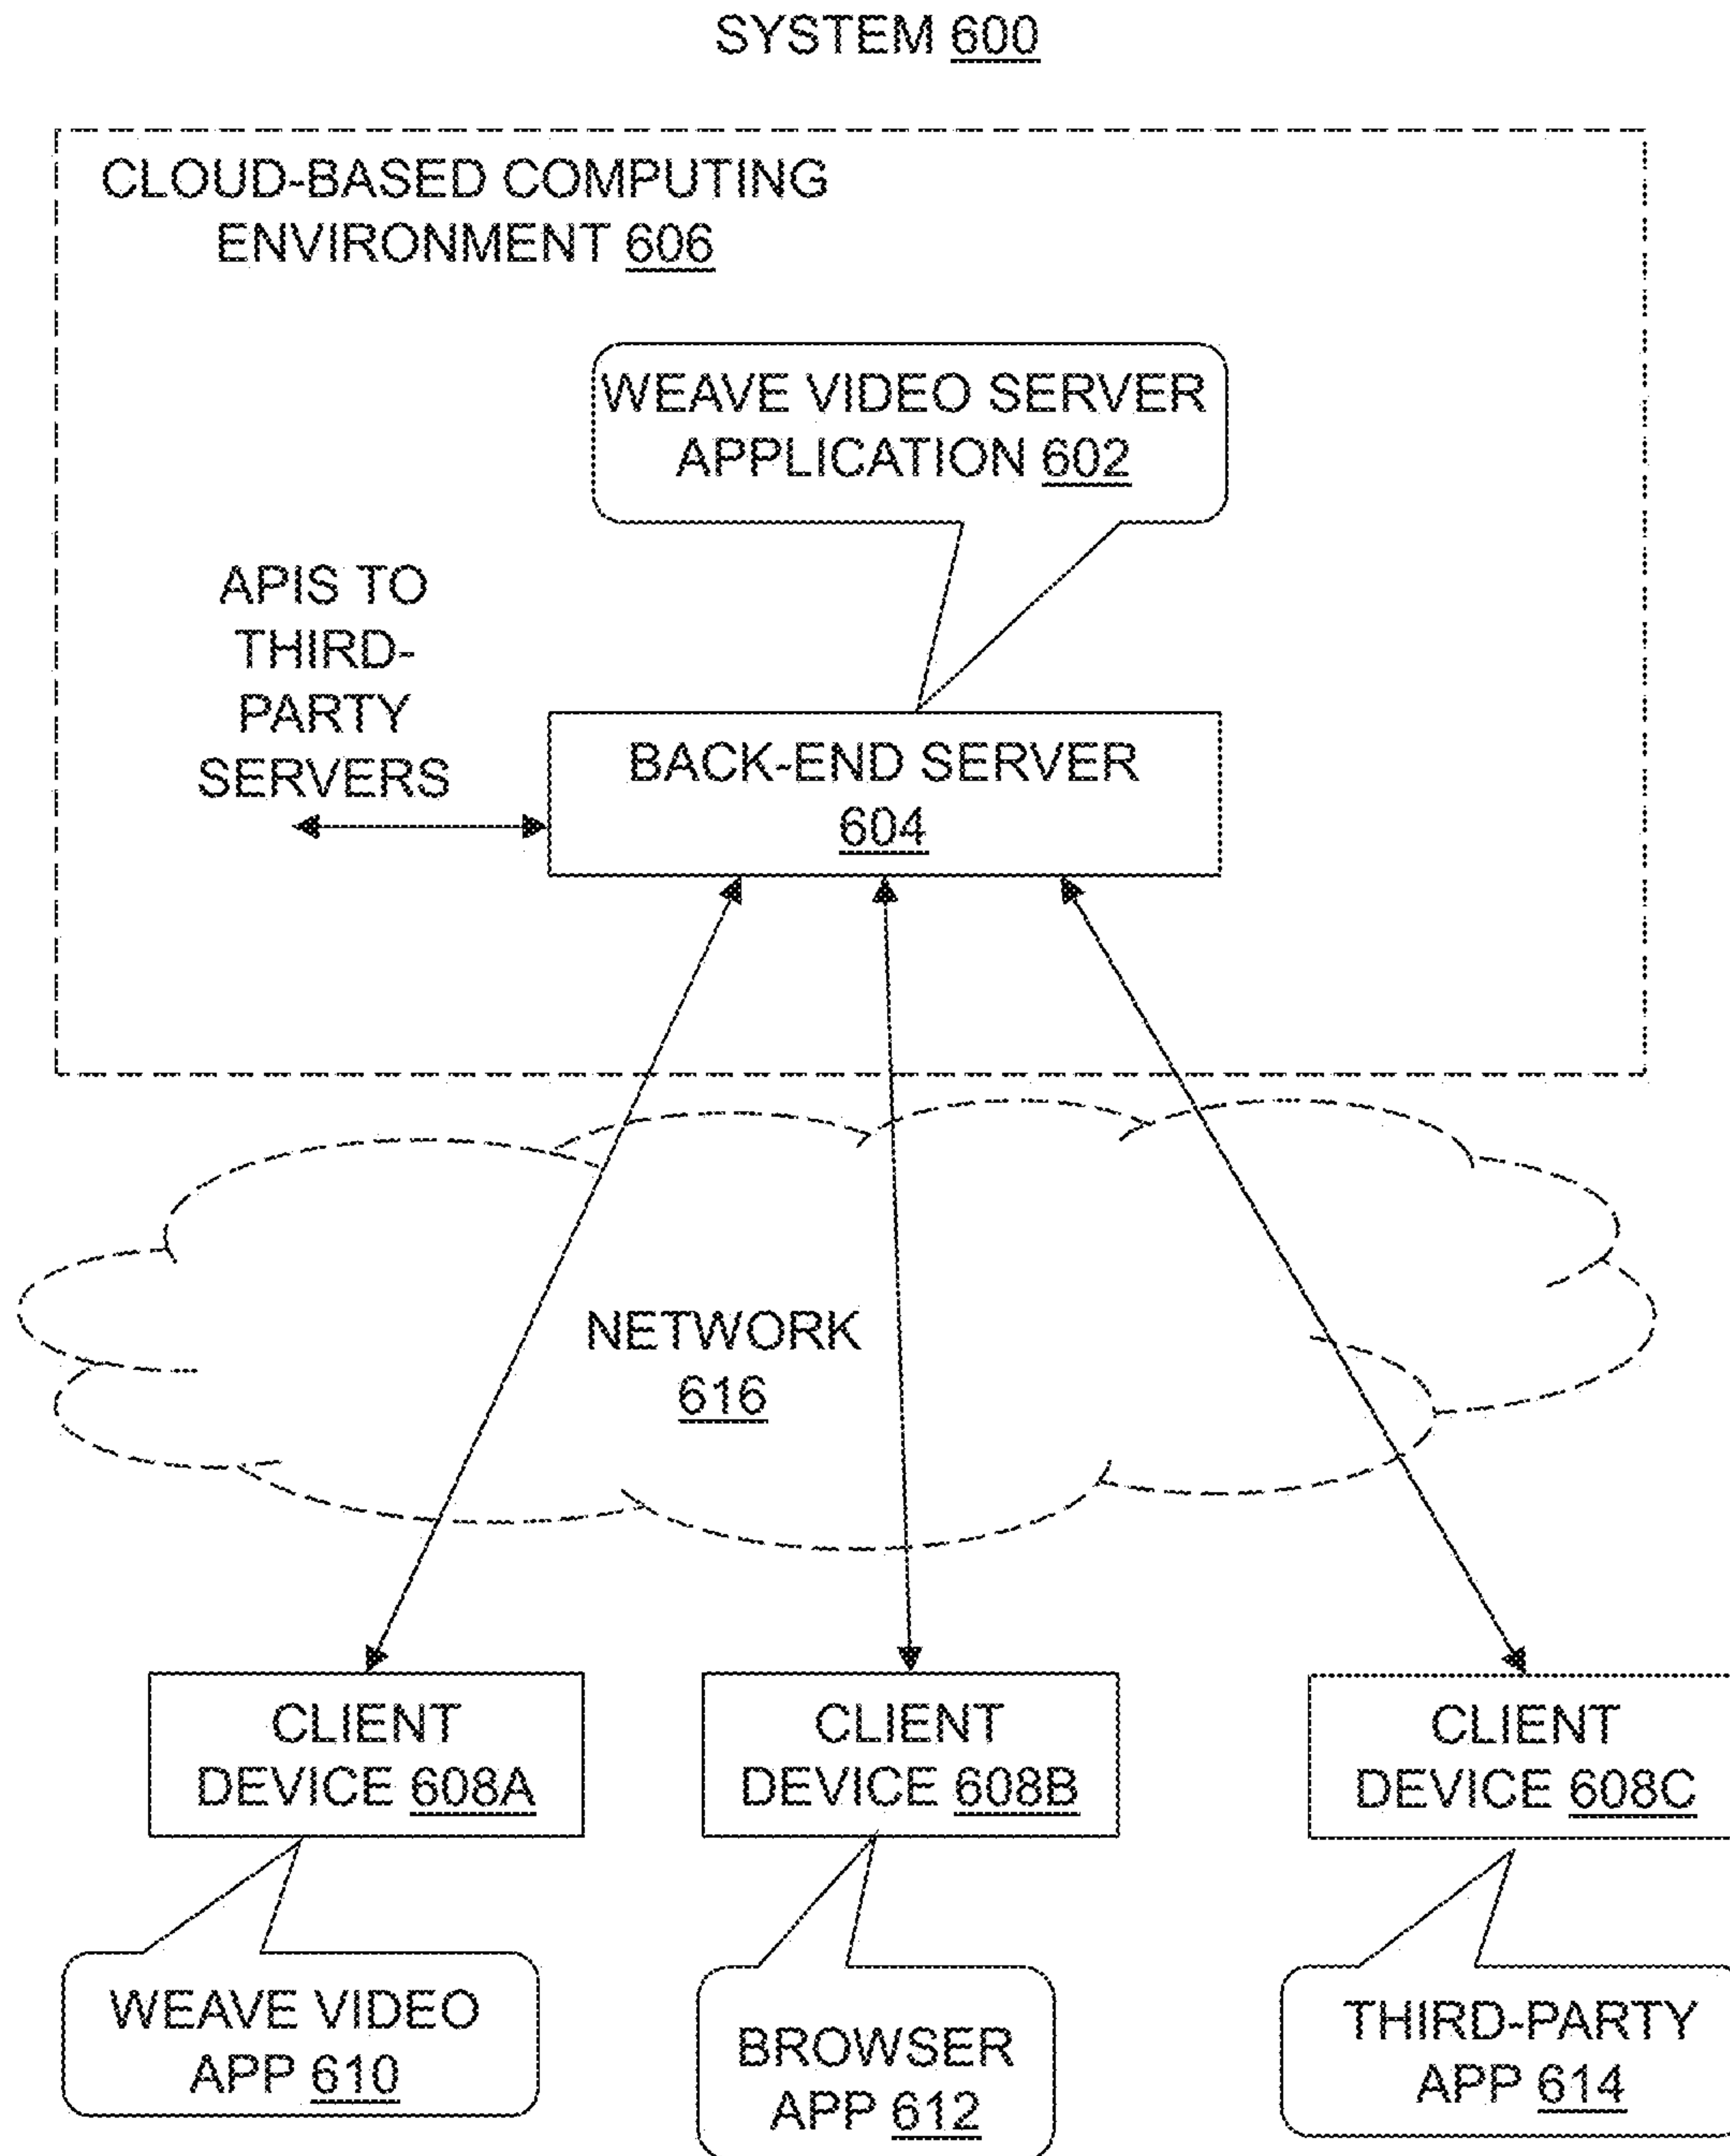 SYSTEM 600
CLOUD-BASED COMPUTING
ENVIRONMENT 606
WEAVE VIDEO SERVER
APPLICATION 602
APIS TO
THIRD-
PARTY
SERVERS
BACK-END SERVER
604
NETWORK
616
CLIENT
DEVICE 608A
CLIENT
DEVICE 608B
CLIENT
DEVICE 608C
WEAVE VIDEO
APP 610
BROWSER
APP 612
THIRD-PARTY
APP 614